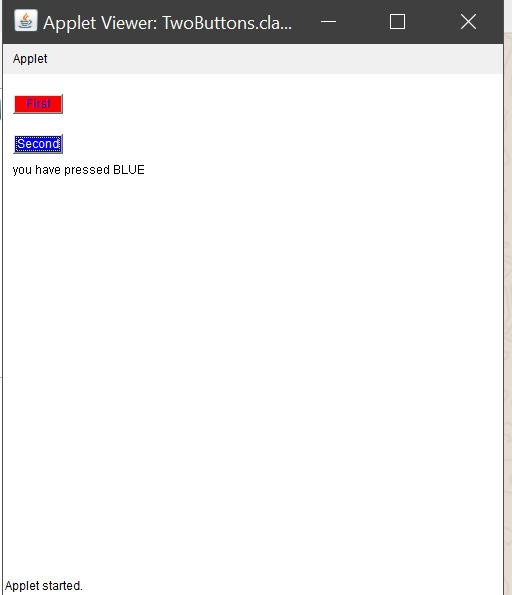 Applet Viewer: TwoButtons.cla...
Applet
First
Second
you have pressed BLUE
Applet started.